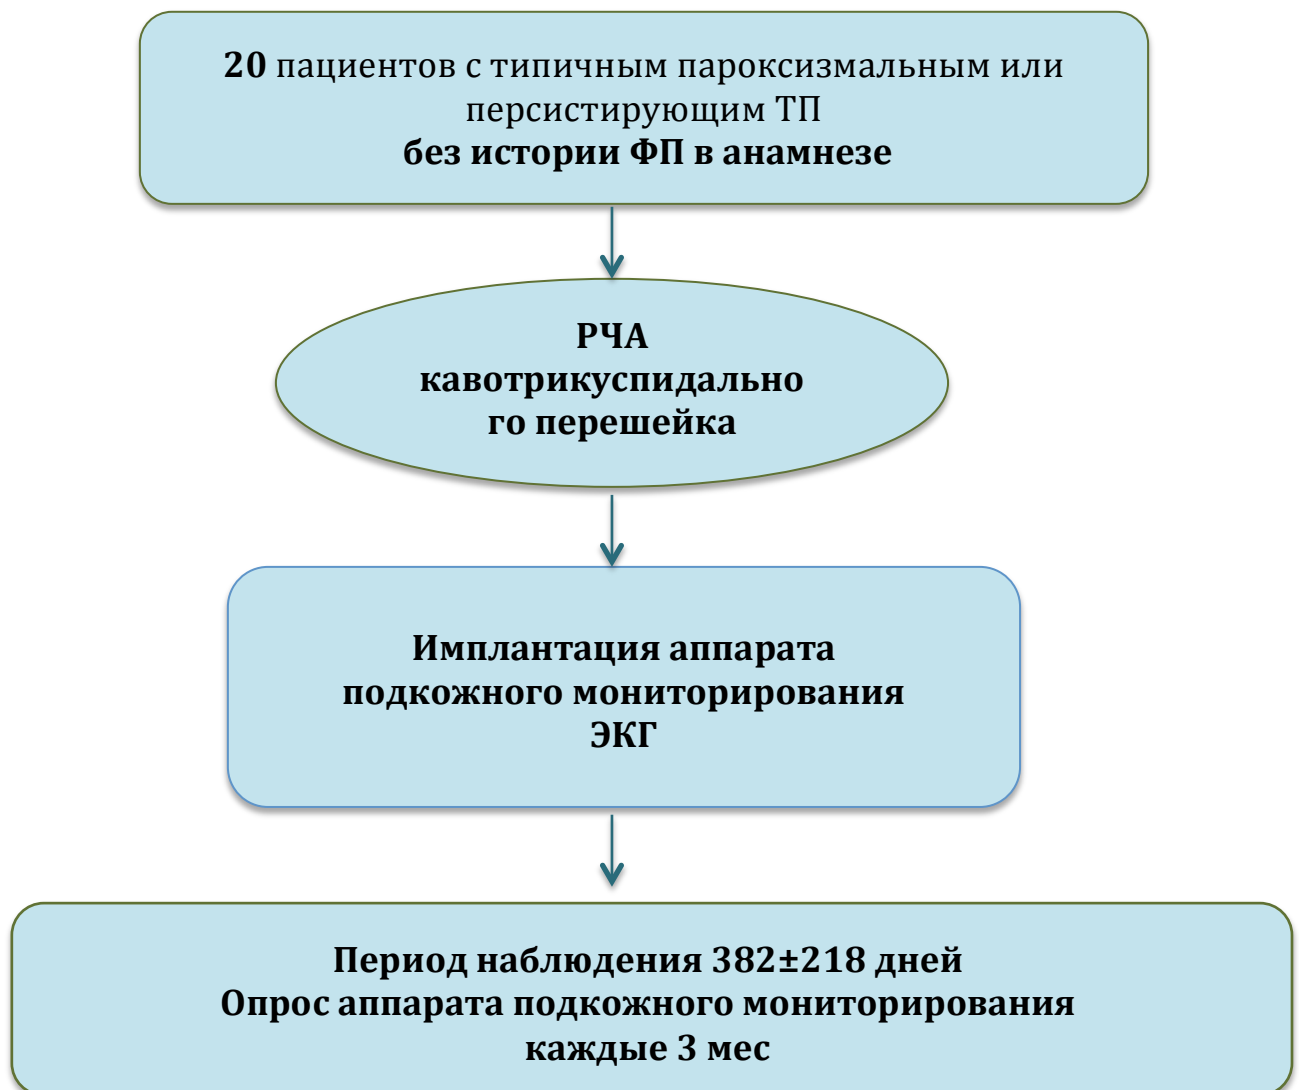 20 пациентов с типичным пароксизмальным или
персистирующим ТП
без истории ФП в анамнезе
РЧА
кавотрикуспидально
го перешейка
Имплантация аппарата
подкожного мониторирования
ЭКГ
Период наблюдения 382±218 дней
Опрос аппарата подкожного мониторирования
каждые 3 мес